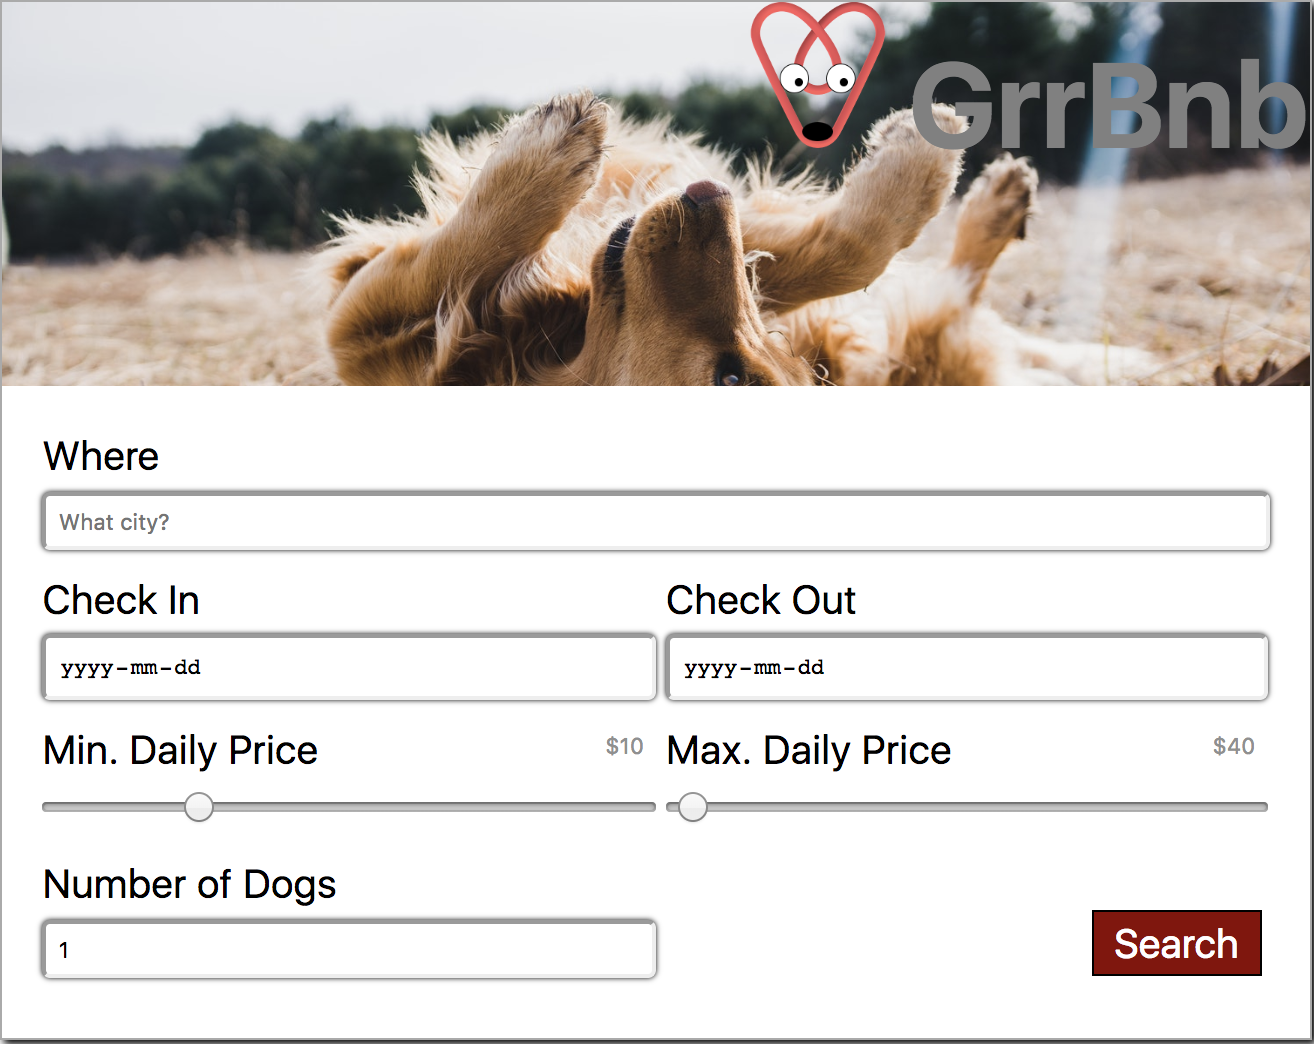 GrrBnb
Where
What city?
Check In
Check Out
yyyy-mm-dd
yyyy-mm-dd
Min. Daily Price
$10
Max. Daily Price
$40
Number of Dogs
1
Search